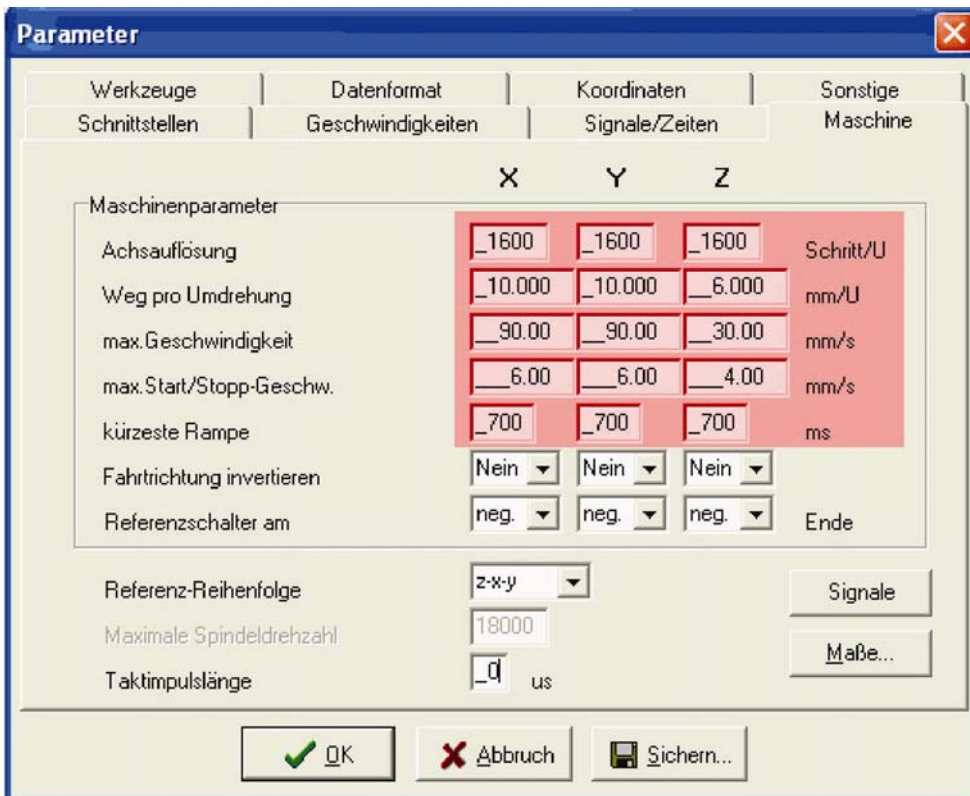 Parameter
Werkzeuge Datenformat Koordinaten Sonstige
Schnittstellen Geschwindigkeiten Signale/Zeiten Maschine
X Y Z
Maschinenparameter
Achsauflösung _1600 _1600 _1600 Schritt/U
Weg pro Umdrehung _10.000 _10.000 __6.000 mm/U
max.Geschwindigkeit __90.00 __90.00 __30.00 mm/s
max.Start/Stopp-Geschw. ___6.00 ___6.00 ___4.00 mm/s
kürzeste Rampe _700 _700 _700 ms
Fahrtrichtung invertieren Nein Nein Nein
Referenzschalter am neg. neg. neg. Ende
Referenz-Reihenfolge z-x-y Signale
Maximale Spindeldrehzahl 18000
Maße...
Taktimpulslänge _0 us
OK Abbruch Sichern...